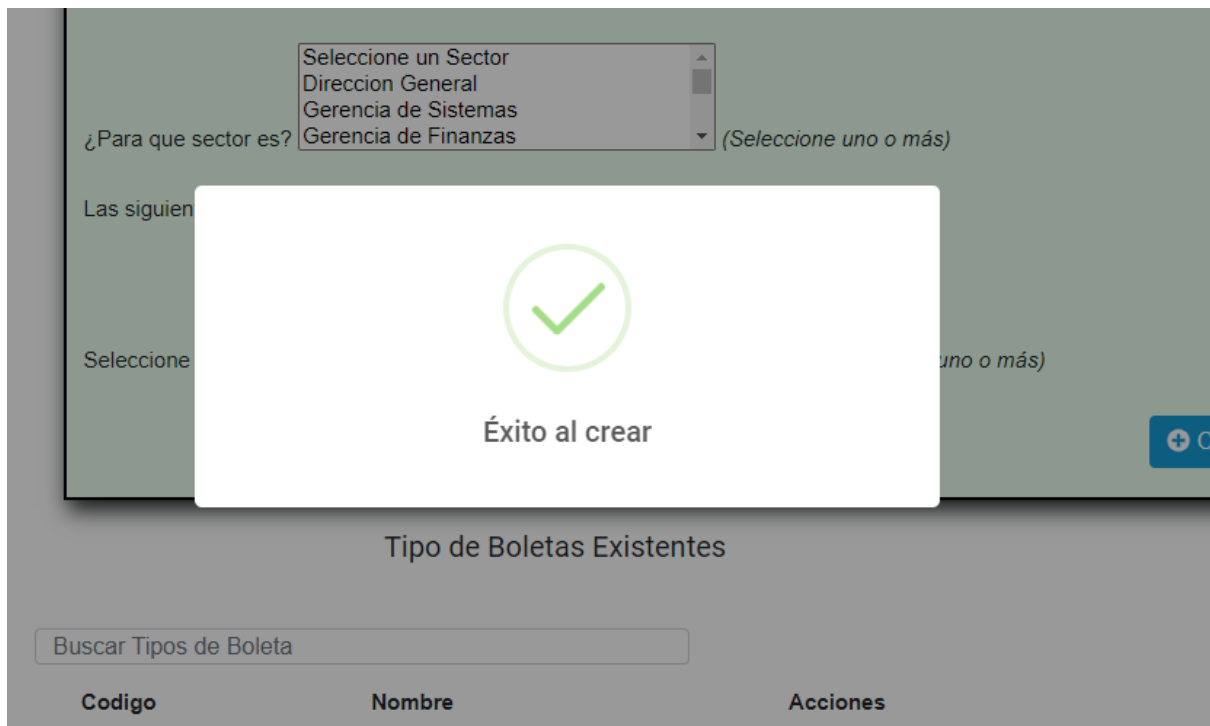 Seleccione un Sector
Direccion General
Gerencia de Sistemas
¿Para que sector es? Gerencia de Finanzas (Seleccione uno o más)
Las siguien
Éxito al crear
Seleccione uno o más)
C
Tipo de Boletas Existentes
Buscar Tipos de Boleta
Codigo Nombre Acciones